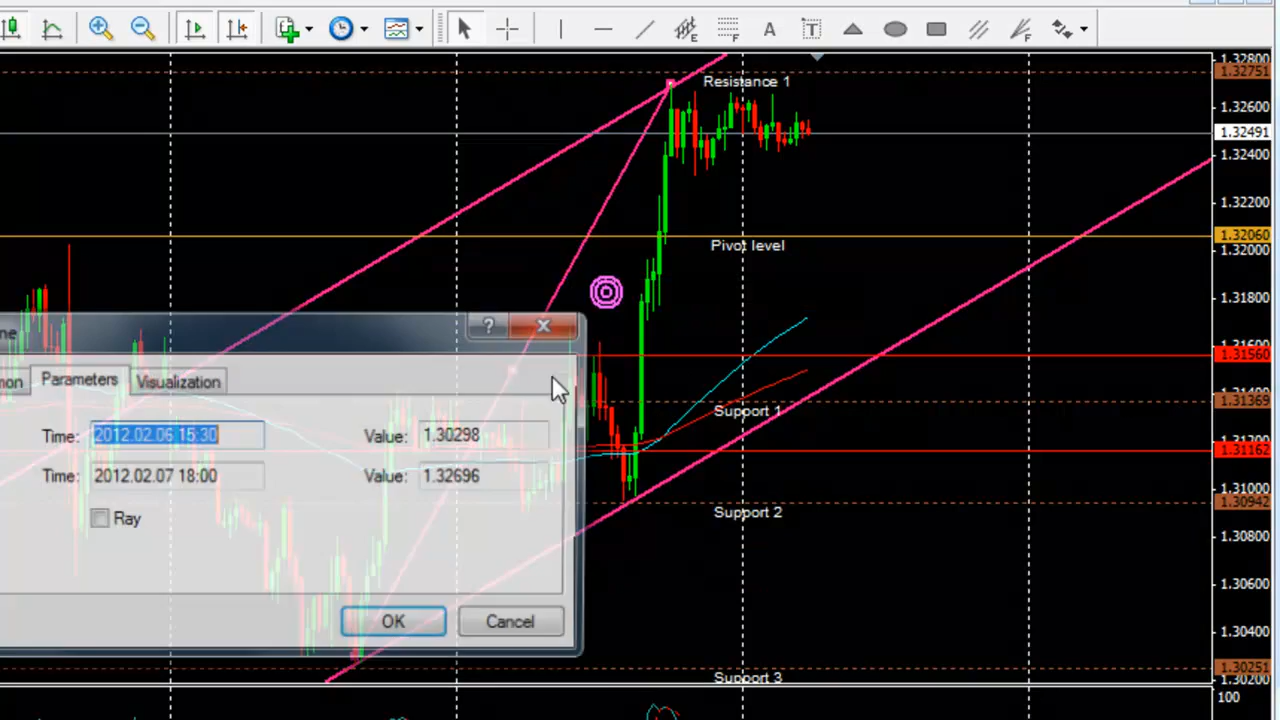 F
E
F
A
T
1.32800
1.32751
Resistance 1
1.32600
1.32491
1.32400
1.32200
1.32060
Pivot level
1.32000
1.31800
ne
?
1.31560
mon
Parameters
Visualization
1.31369
Support 1
Time:
2012.02.06 15:30
Value:
1.30298
1.31162
Time:
2012.02.07 18:00
Value:
1.32696
1.31000
1.30942
Support 2
Ray
1.30800
1.30600
OK
Cancel
1.30400
1.30251
Support 3
1.30200
100